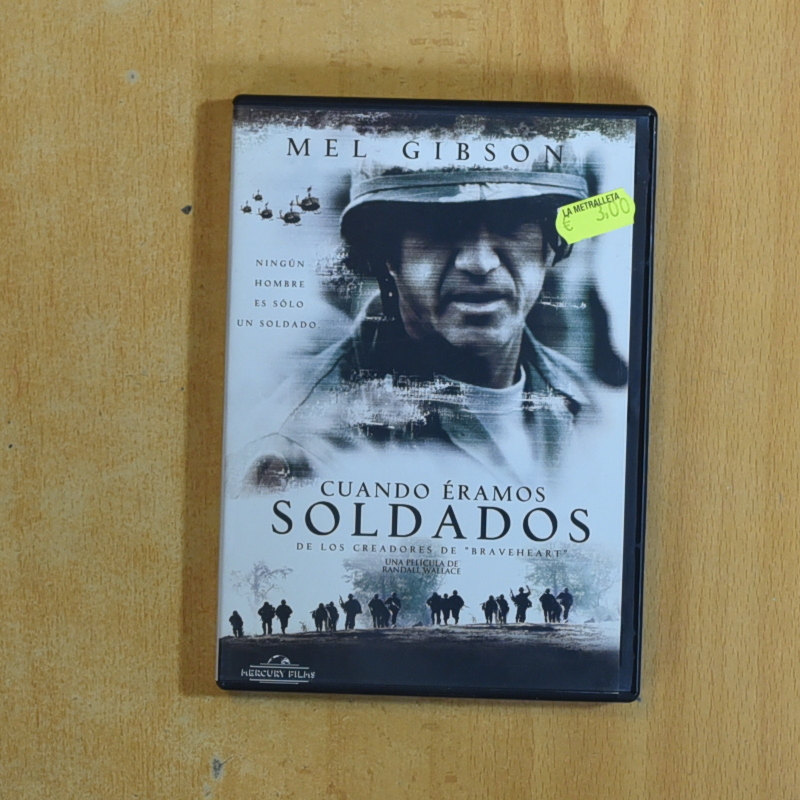 MEL GIBSON
LA METRALLETA
€ 3,00
NINGÚN
HOMBRE
ES SÓLO
UN SOLDADO.
CUANDO ÉRAMOS
SOLDADOS
DE LOS CREADORES DE "BRAVEHEART"
UNA PELÍCULA DE
RANDALL WALLACE
MERCURY FILMS